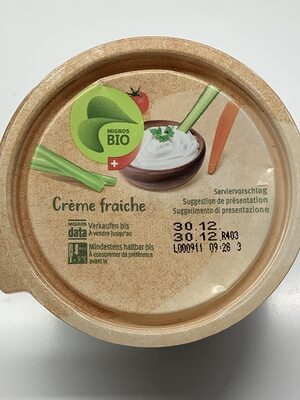 MIGROS
BIO
Crème fraiche
Serviervorschlag
Suggestion de présentation
Suggerimento di presentazione
MIGROS
data
Verkaufen bis
À vendre jusqu'au
30.12.
Mindestens haltbar bis
À consommer de préférence
avant le
30.12. R403
L000911 09:28 3